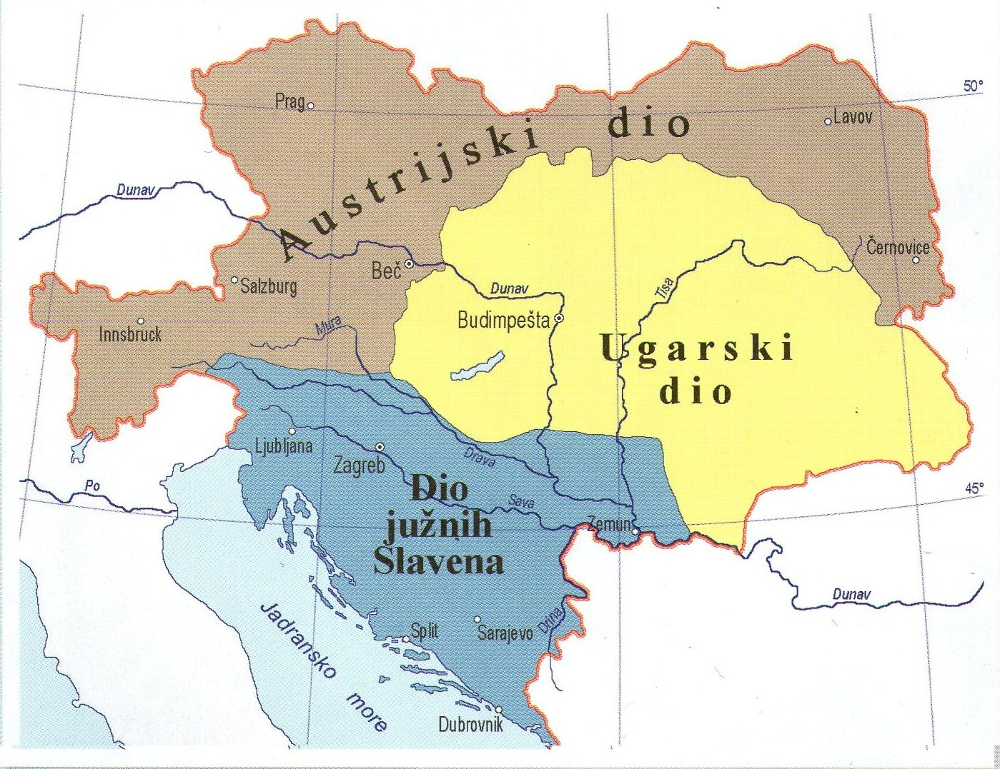 50°
Prag
Lavov
Austrijski dio
Dunav
Černovice
Beč
Salzburg
Dunav
Tisa
Budimpešta
Mura
Innsbruck
Ugarski
dio
Ljubljana
Zagreb
Drava
Po
45°
Dio
južnih
Slavena
Sava
Zemun
Dunav
Jadransko more
Split
Sarajevo
Drina
Dubrovnik